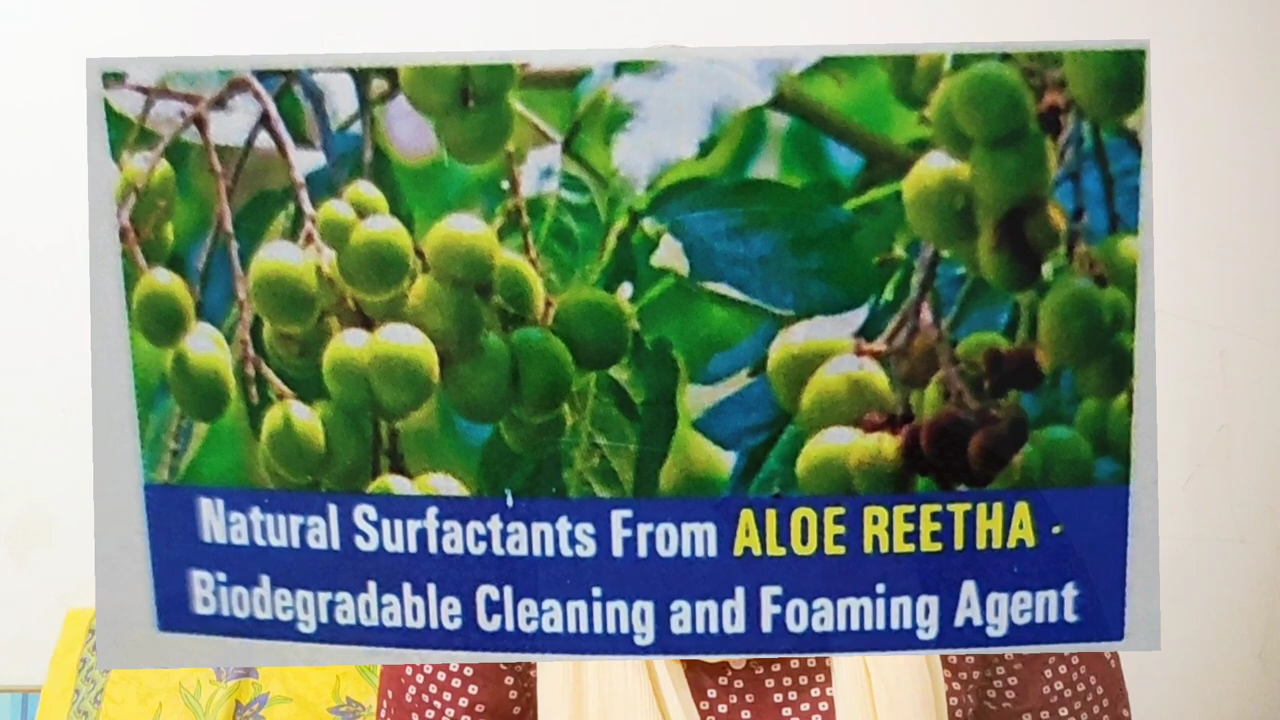 Natural Surfactants From ALOE REETHA -
Biodegradable Cleaning and Foaming Agent